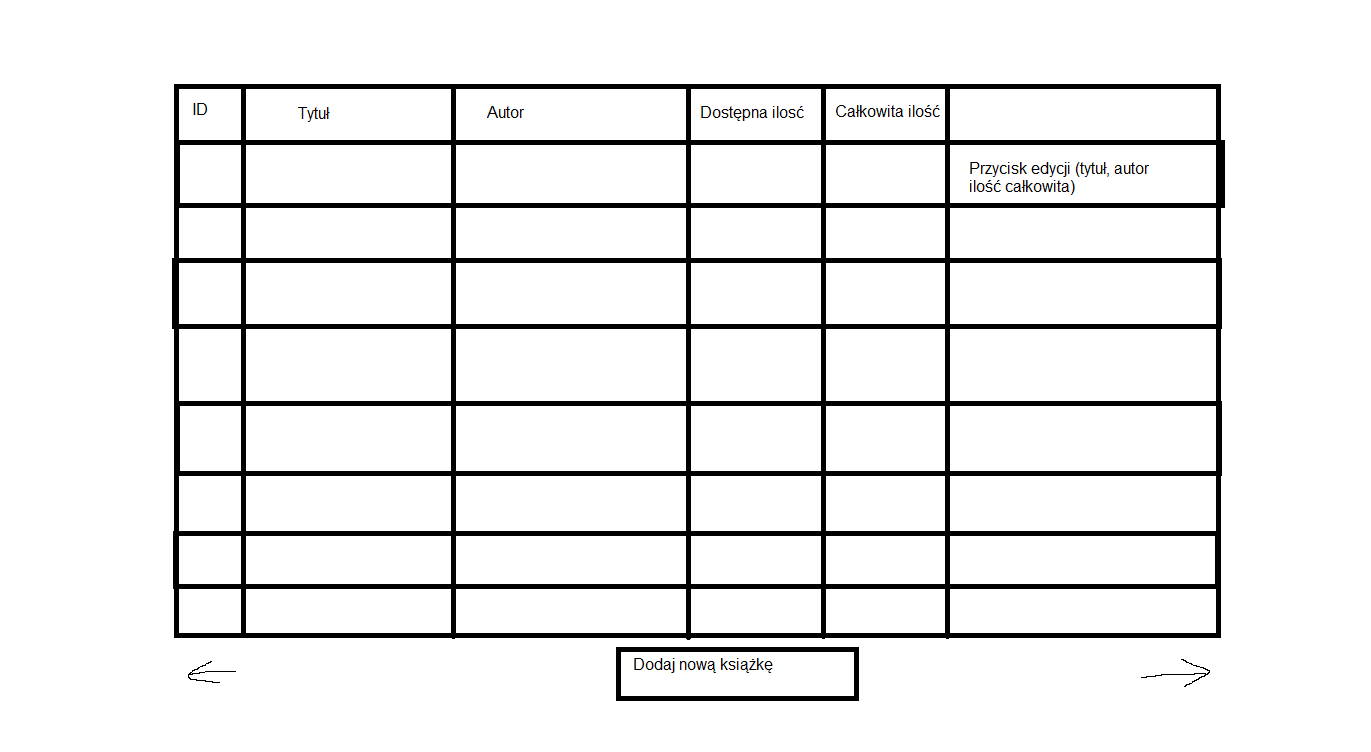 ID
Tytuł
Autor
Dostępna ilosć
Całkowita ilość
Przycisk edycji (tytuł, autor
ilość całkowita)
Dodaj nową książkę